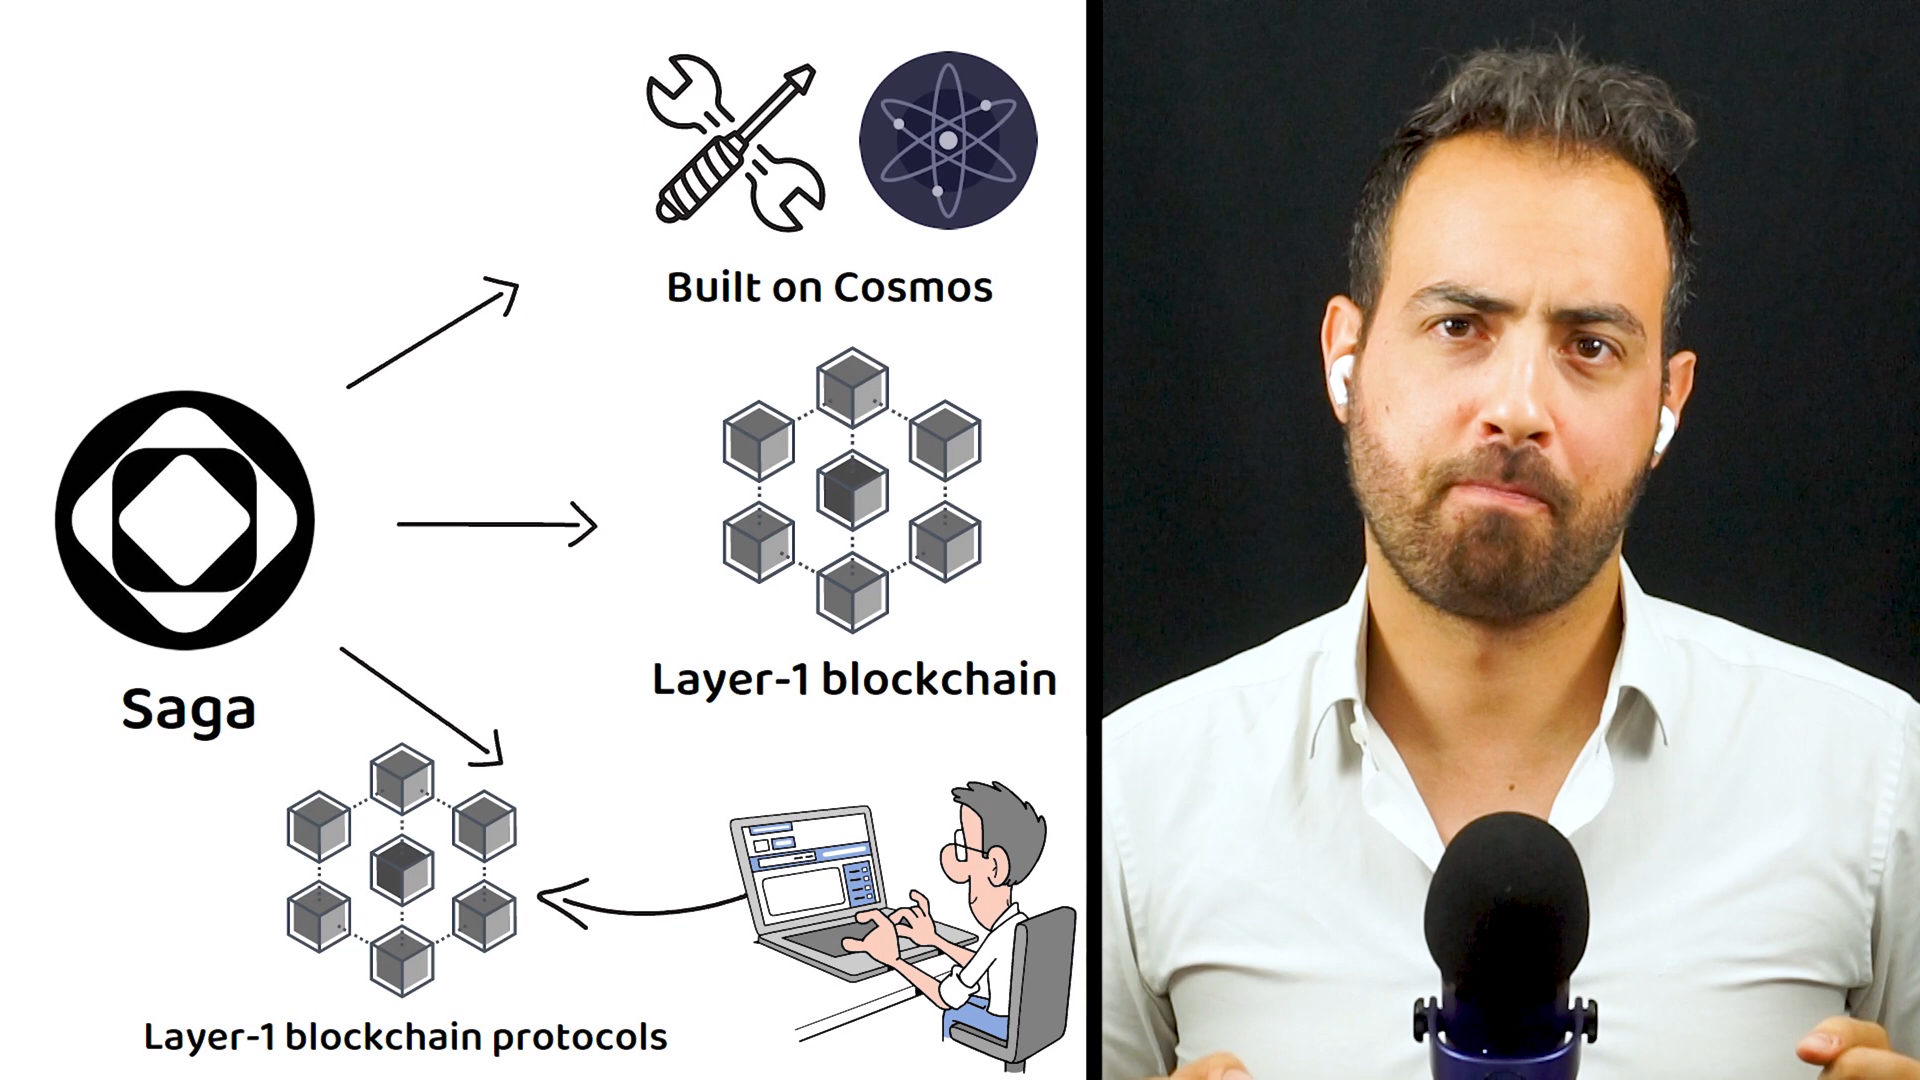 Built on Cosmos
Layer-1 blockchain
Saga
Layer-1 blockchain protocols